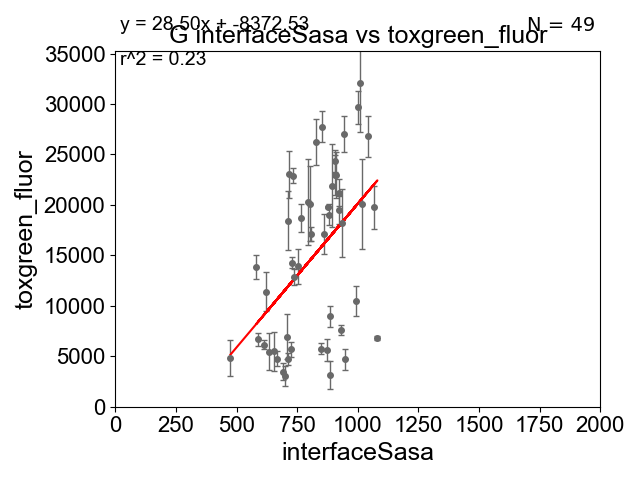 y = 28.50x + -8372.53
N = 49
G interfaceSasa vs toxgreen_fluor
r^2 = 0.23
35000
30000
25000
20000
15000
10000
5000
0
toxgreen_fluor
0 250 500 750 1000 1250 1500 1750 2000
interfaceSasa